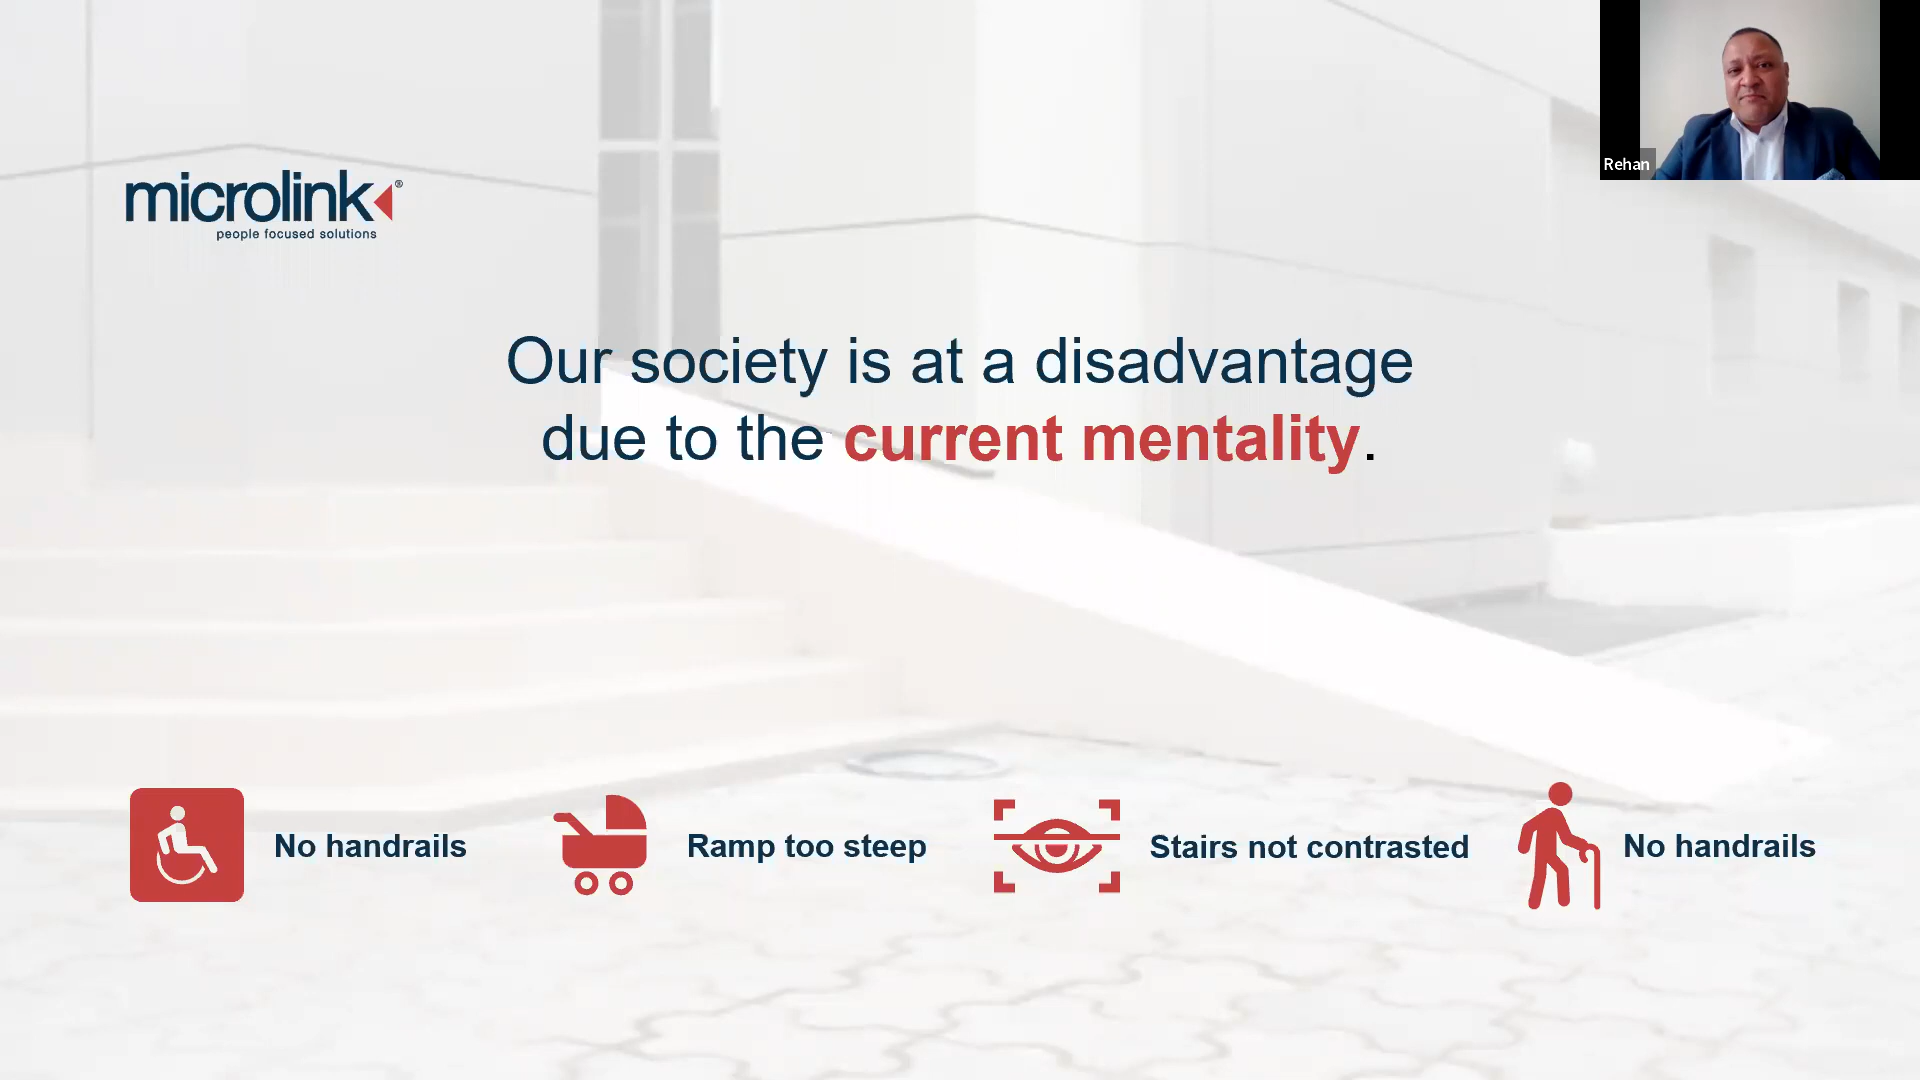 Rehan
microlink®
people focused solutions
Our society is at a disadvantage
due to the current mentality.
No handrails
Ramp too steep
Stairs not contrasted
No handrails